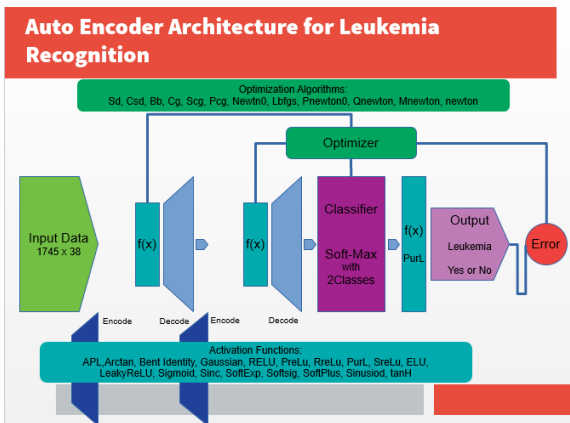 Auto Encoder Architecture for Leukemia
Recognition
Optimization Algorithms:
Sd, Csd, Bb, Cg, Scg, Pcg, Newtn0, Lbfgs, Pnewton0, Qnewton, Mnewton, newton
Optimizer
Input Data
1745 x 38
f(x)
f(x)
Classifier
Soft-Max
with
2Classes
f(x)
PurL
Output
Leukemia
Yes or No
Error
Encode
Decode
Encode
Decode
Activation Functions:
APL,Arctan, Bent Identity, Gaussian, RELU, PreLu, RreLu, PurL, SreLu, ELU,
LeakyReLU, Sigmoid, Sinc, SoftExp, Softsig, SoftPlus, Sinusiod, tanH